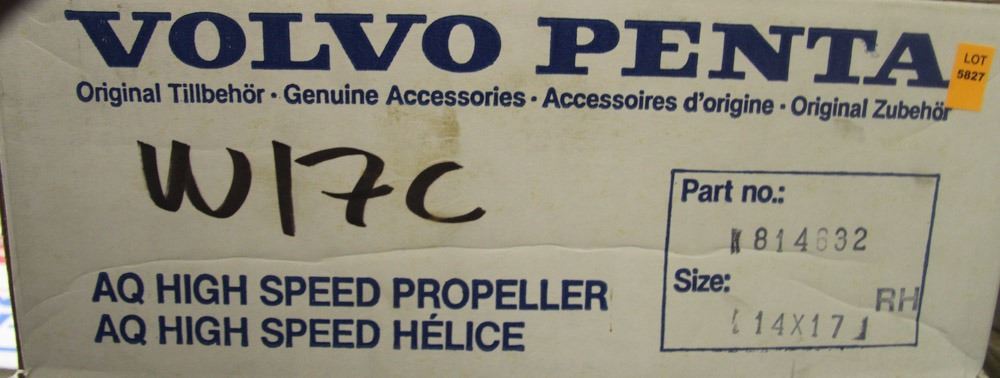 VOLVO PENTA
LOT
5827
Original Tillbehör · Genuine Accessories · Accessoires d'origine · Original Zubehör
W17C
Part no.:
814632
Size:
RH
14X17
AQ HIGH SPEED PROPELLER
AQ HIGH SPEED HÉLICE